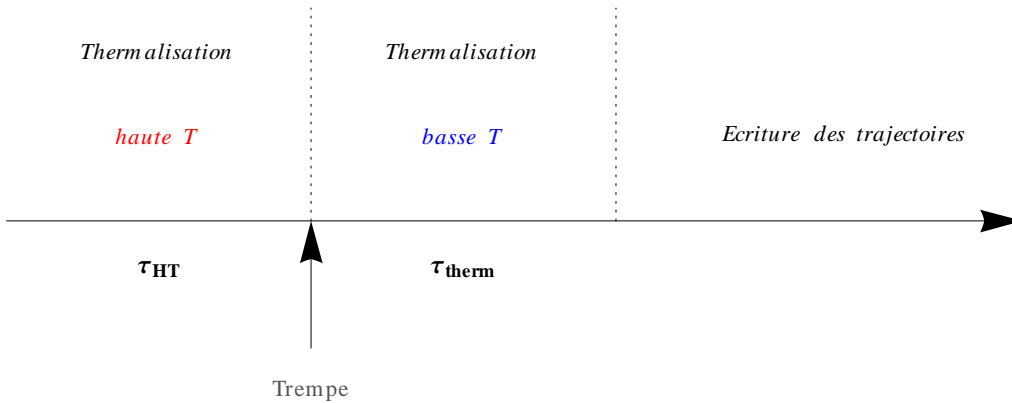 Thermalisation
Thermalisation
haute T
basse T
Ecriture des trajectoires
τHT
τtherm
Trempe